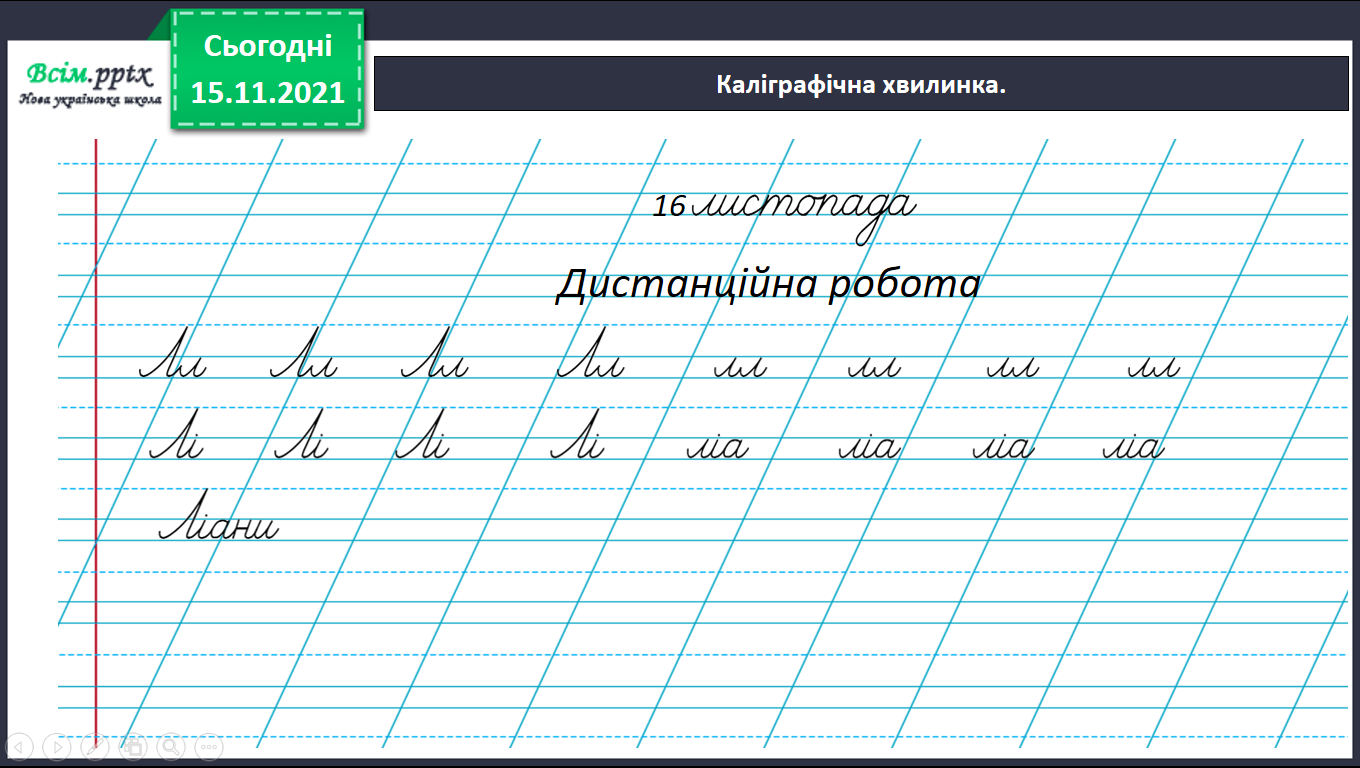 Сьогодні
15.11.2021
Всім.pptx
Нова українська школа
Каліграфічна хвилинка.
16 листопада
Дистанційна робота
Лл Лл Лл Лл лл лл лл лл
Лі Лі Лі Лі ліа ліа ліа ліа
Ліани